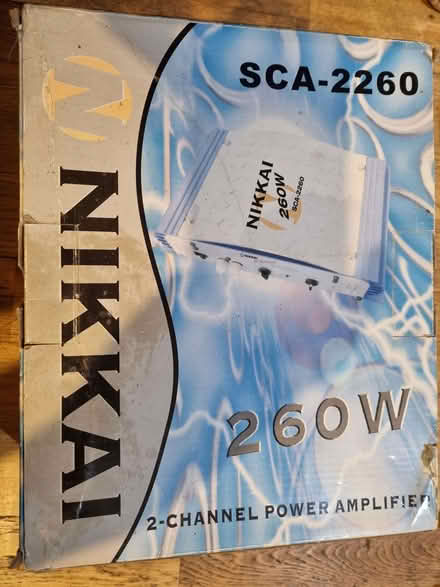 SCA-2260
NIKKAI
NIKKAI
260W
SCA-2260
260W
2-CHANNEL POWER AMPLIFIER